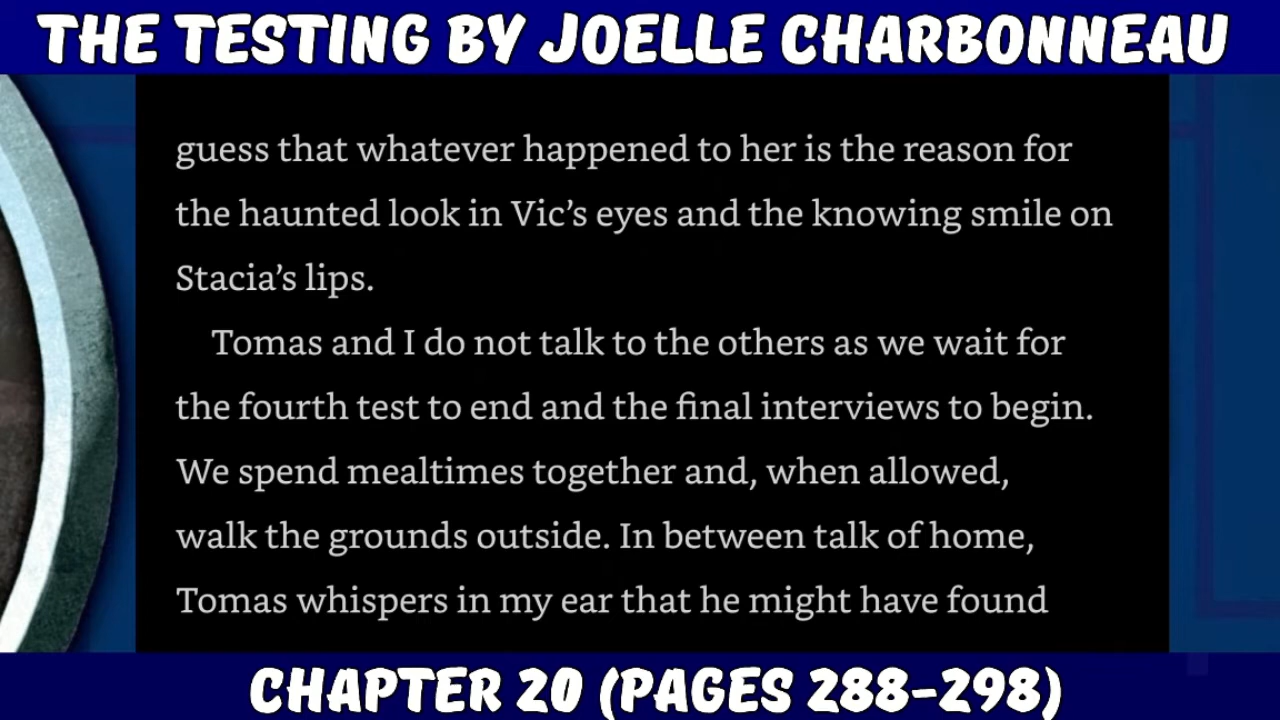 THE TESTING BY JOELLE CHARBONNEAU
guess that whatever happened to her is the reason for
the haunted look in Vic’s eyes and the knowing smile on
Stacia’s lips.
Tomas and I do not talk to the others as we wait for
the fourth test to end and the final interviews to begin.
We spend mealtimes together and, when allowed,
walk the grounds outside. In between talk of home,
Tomas whispers in my ear that he might have found
CHAPTER 20 (PAGES 288-298)